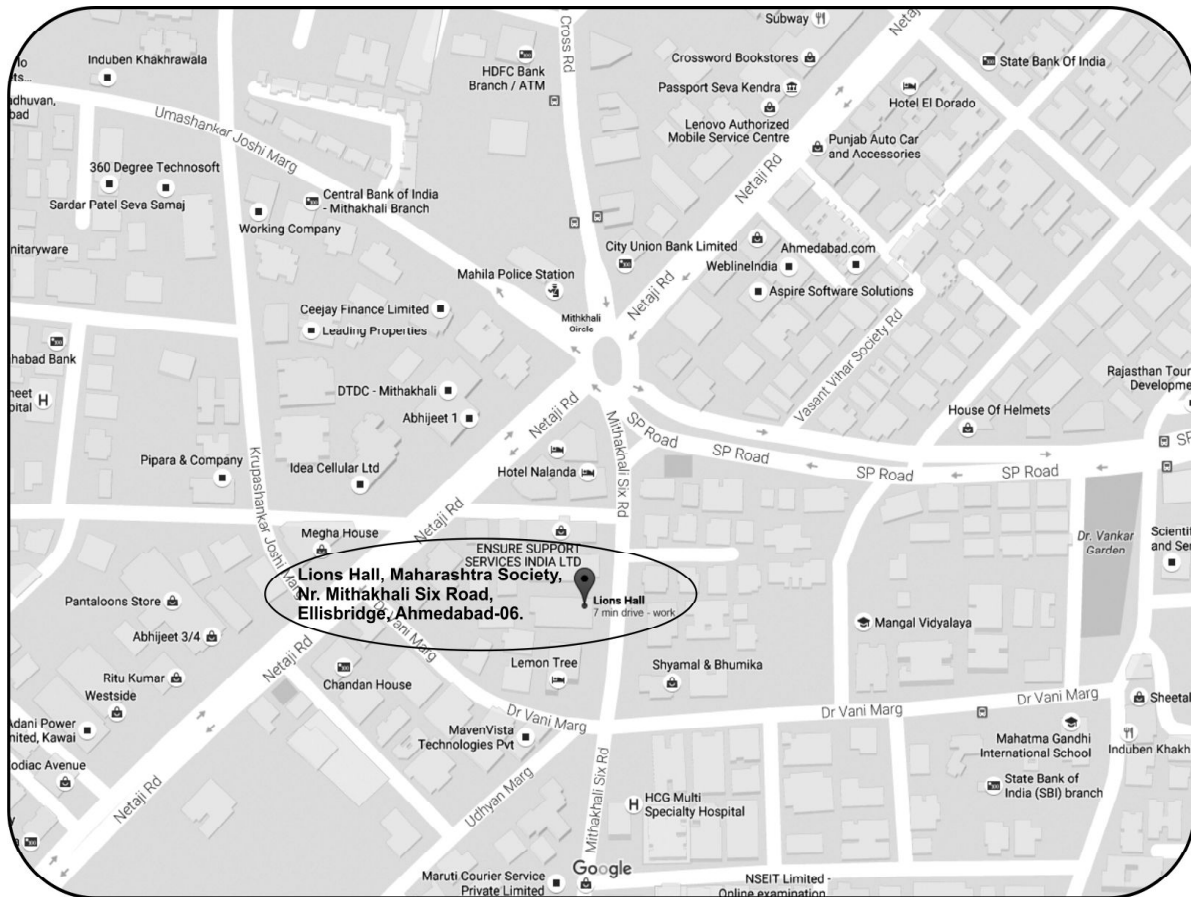 Subway
Cross Rd
Induben Khakhrawala
HDFC Bank
Branch / ATM
Crossword Bookstores
State Bank Of India
Passport Seva Kendra
Hotel El Dorado
Umashankar Joshi Marg
Lenovo Authorized
Mobile Service Centre
Punjab Auto Car
and Accessories
Netaji Rd
360 Degree Technosoft
Sardar Patel Seva Samaj
Central Bank of India
- Mithakhali Branch
Working Company
City Union Bank Limited
Ahmedabad.com
WeblineIndia
Mahila Police Station
Netaji Rd
Aspire Software Solutions
Ceejay Finance Limited
Leading Properties
Mithkhali
Circle
Vasant Vihar Society Rd
DTDC - Mithakhali
Abhijeet 1
Netaji Rd
House Of Helmets
SP Road
SP Road
SP Road
SP Road
Pipara & Company
Idea Cellular Ltd
Hotel Nalanda
Mithakhali Six Rd
Krupashankar Joshi Marg
Netaji Rd
Megha House
ENSURE SUPPORT
SERVICES INDIA LTD
Dr. Vankar
Garden
Lions Hall, Maharashtra Society,
Nr. Mithakhali Six Road,
Ellisbridge, Ahmedabad-06.
Lions Hall
7 min drive - work
Pantaloons Store
Abhijeet 3/4
Mangal Vidyalaya
Netaji Rd
Ritu Kumar
Westside
Chandan House
Lemon Tree
Shyamal & Bhumika
Sheetal
Dr Vani Marg
Dr Vani Marg
MavenVista
Technologies Pvt
Mahatma Gandhi
International School
Udhyan Marg
Mithakhali Six Rd
HCG Multi
Specialty Hospital
State Bank of
India (SBI) branch
Netaji Rd
Google
Maruti Courier Service
Private Limited
NSEIT Limited -
Online examination